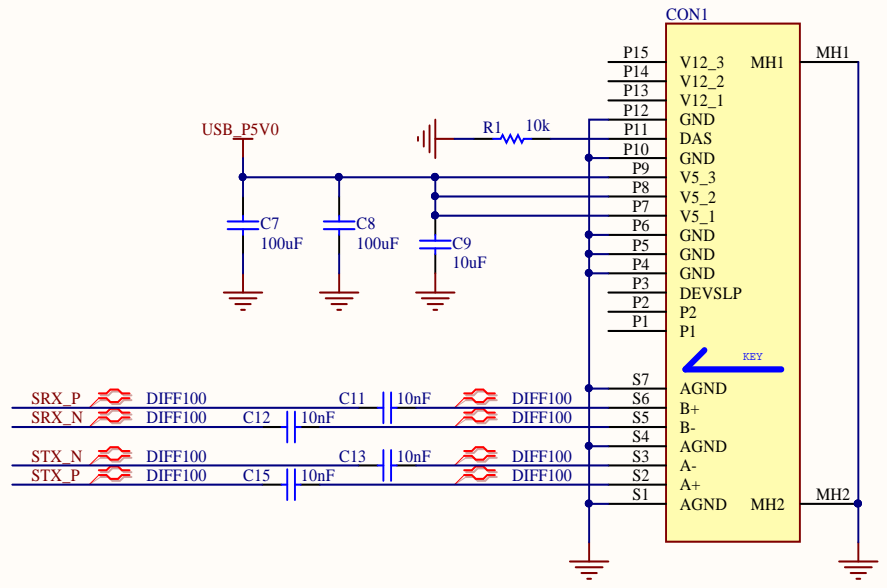 CON1
P15 V12_3 MH1 MH1
P14 V12_2
P13 V12_1
P12 GND
USB_P5V0 R1 10k P11 DAS
P10 GND
P9 V5_3
P8 V5_2
P7 V5_1
C7 C8 P6 GND
100uF 100uF C9 P5 GND
10uF P4 GND
P3 DEVSLP
P2 P2
P1 P1
KEY
S7 AGND
SRX_P DIFF100 C11 10nF DIFF100 S6 B+
SRX_N DIFF100 C12 10nF DIFF100 S5 B-
S4 AGND
STX_N DIFF100 C13 10nF DIFF100 S3 A-
STX_P DIFF100 C15 10nF DIFF100 S2 A+
S1 AGND MH2 MH2